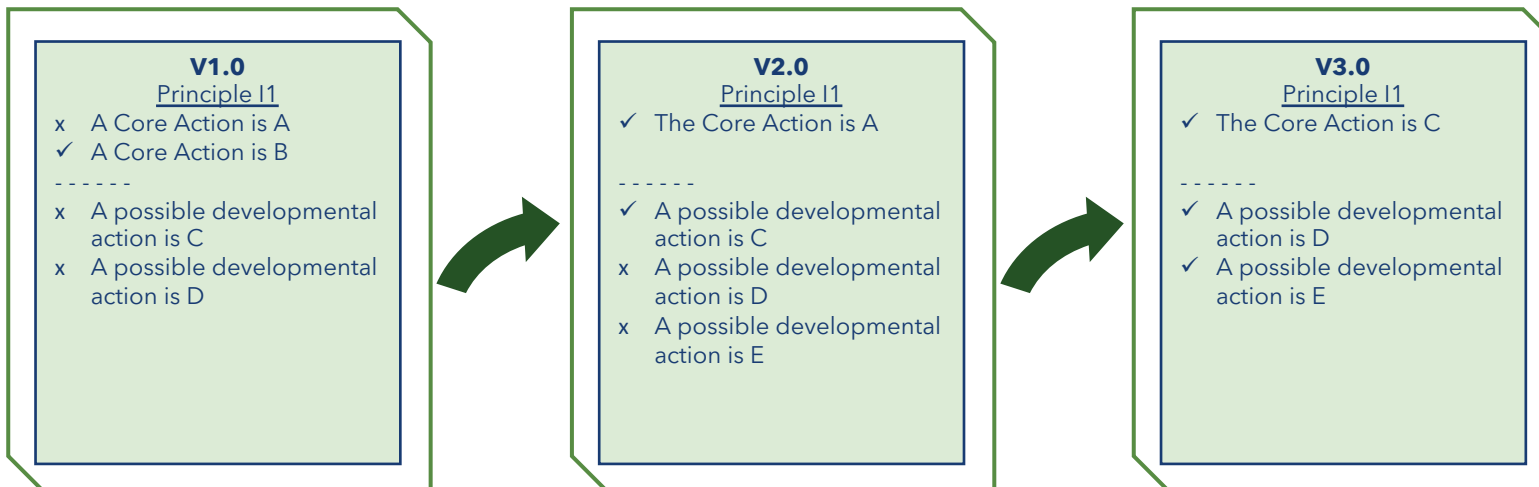 V1.0
Principle I1
x A Core Action is A
✓ A Core Action is B
- - - - - -
x A possible developmental
action is C
x A possible developmental
action is D
V2.0
Principle I1
✓ The Core Action is A
- - - - - -
✓ A possible developmental
action is C
x A possible developmental
action is D
x A possible developmental
action is E
V3.0
Principle I1
✓ The Core Action is C
- - - - - -
✓ A possible developmental
action is D
✓ A possible developmental
action is E